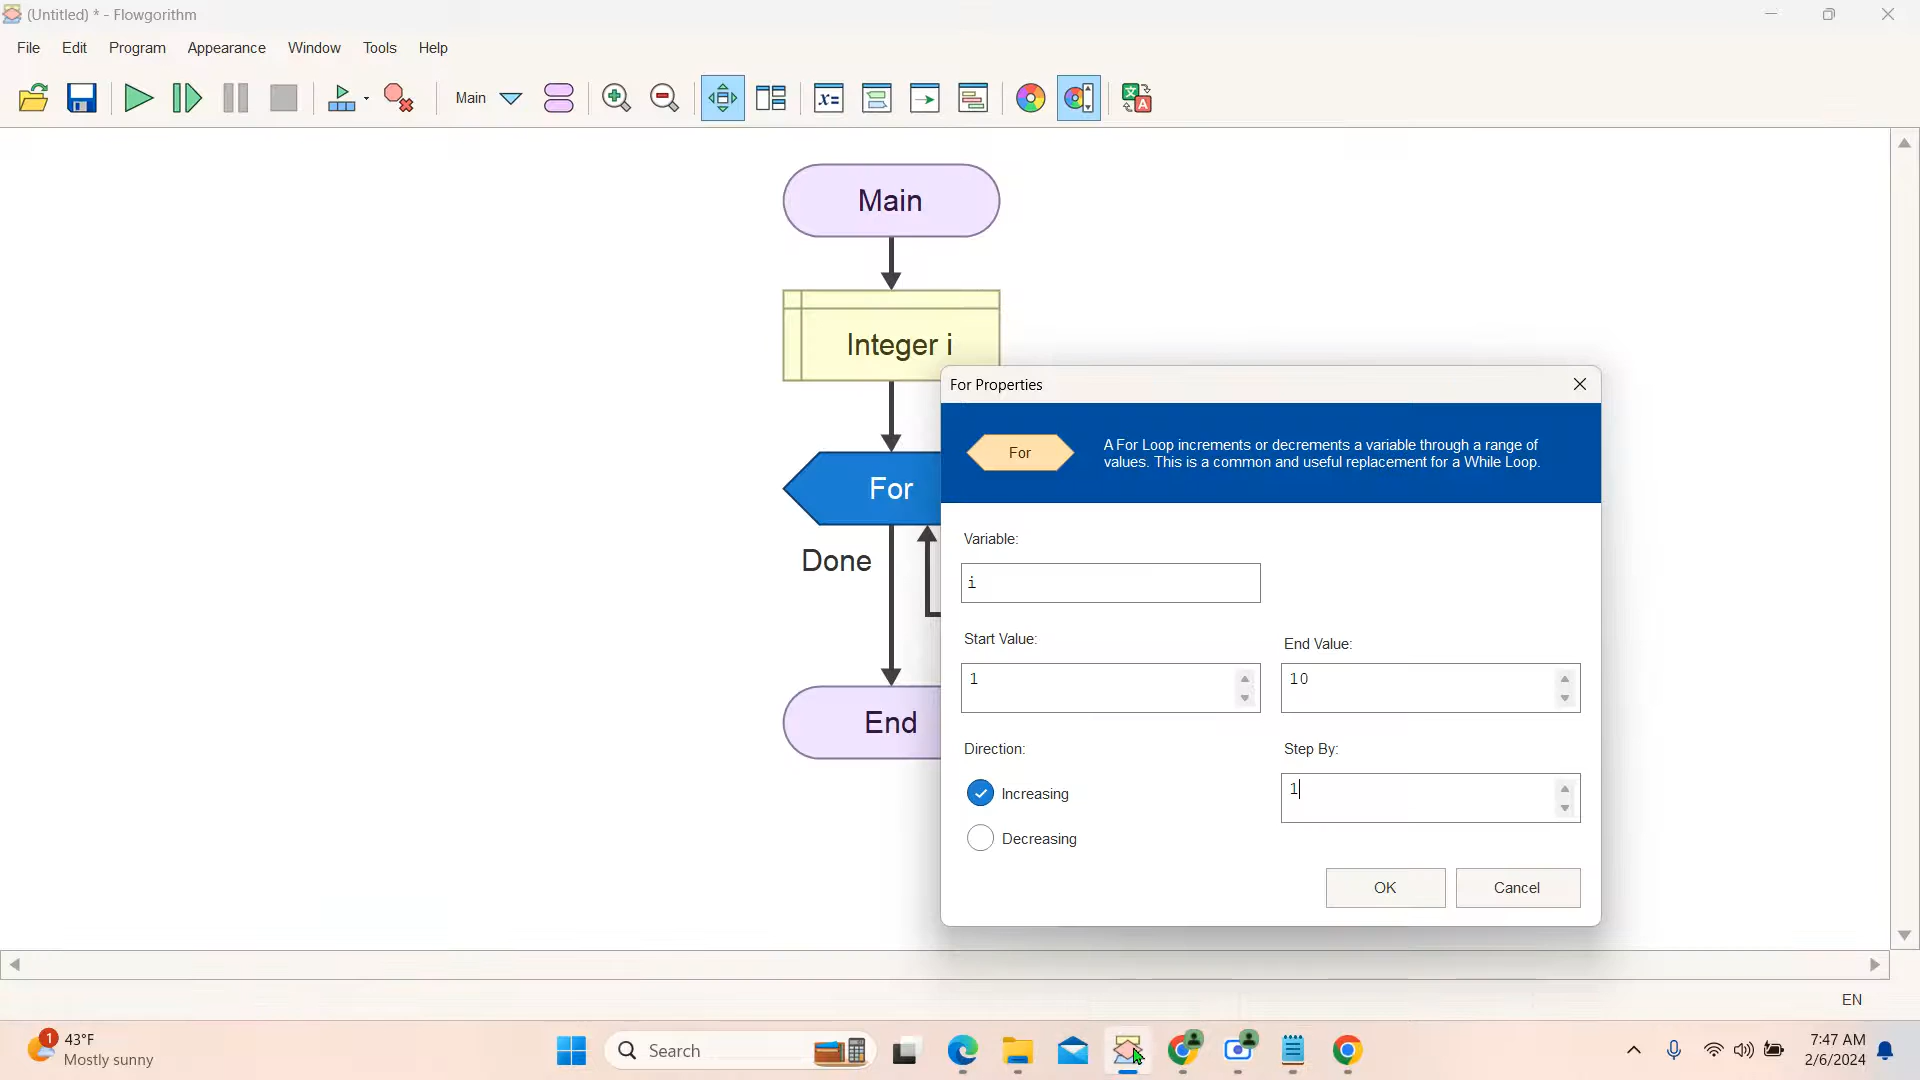 (Untitled) * - Flowgorithm
File Edit Program Appearance Window Tools Help
Main
x=
A
Main
Integer i
For
Done
End
For Properties
For
A For Loop increments or decrements a variable through a range of
values. This is a common and useful replacement for a While Loop.
Variable:
i
Start Value:
End Value:
1
10
Direction:
Step By:
Increasing
1
Decreasing
OK
Cancel
EN
1
43°F
Mostly sunny
Search
7:47 AM
2/6/2024